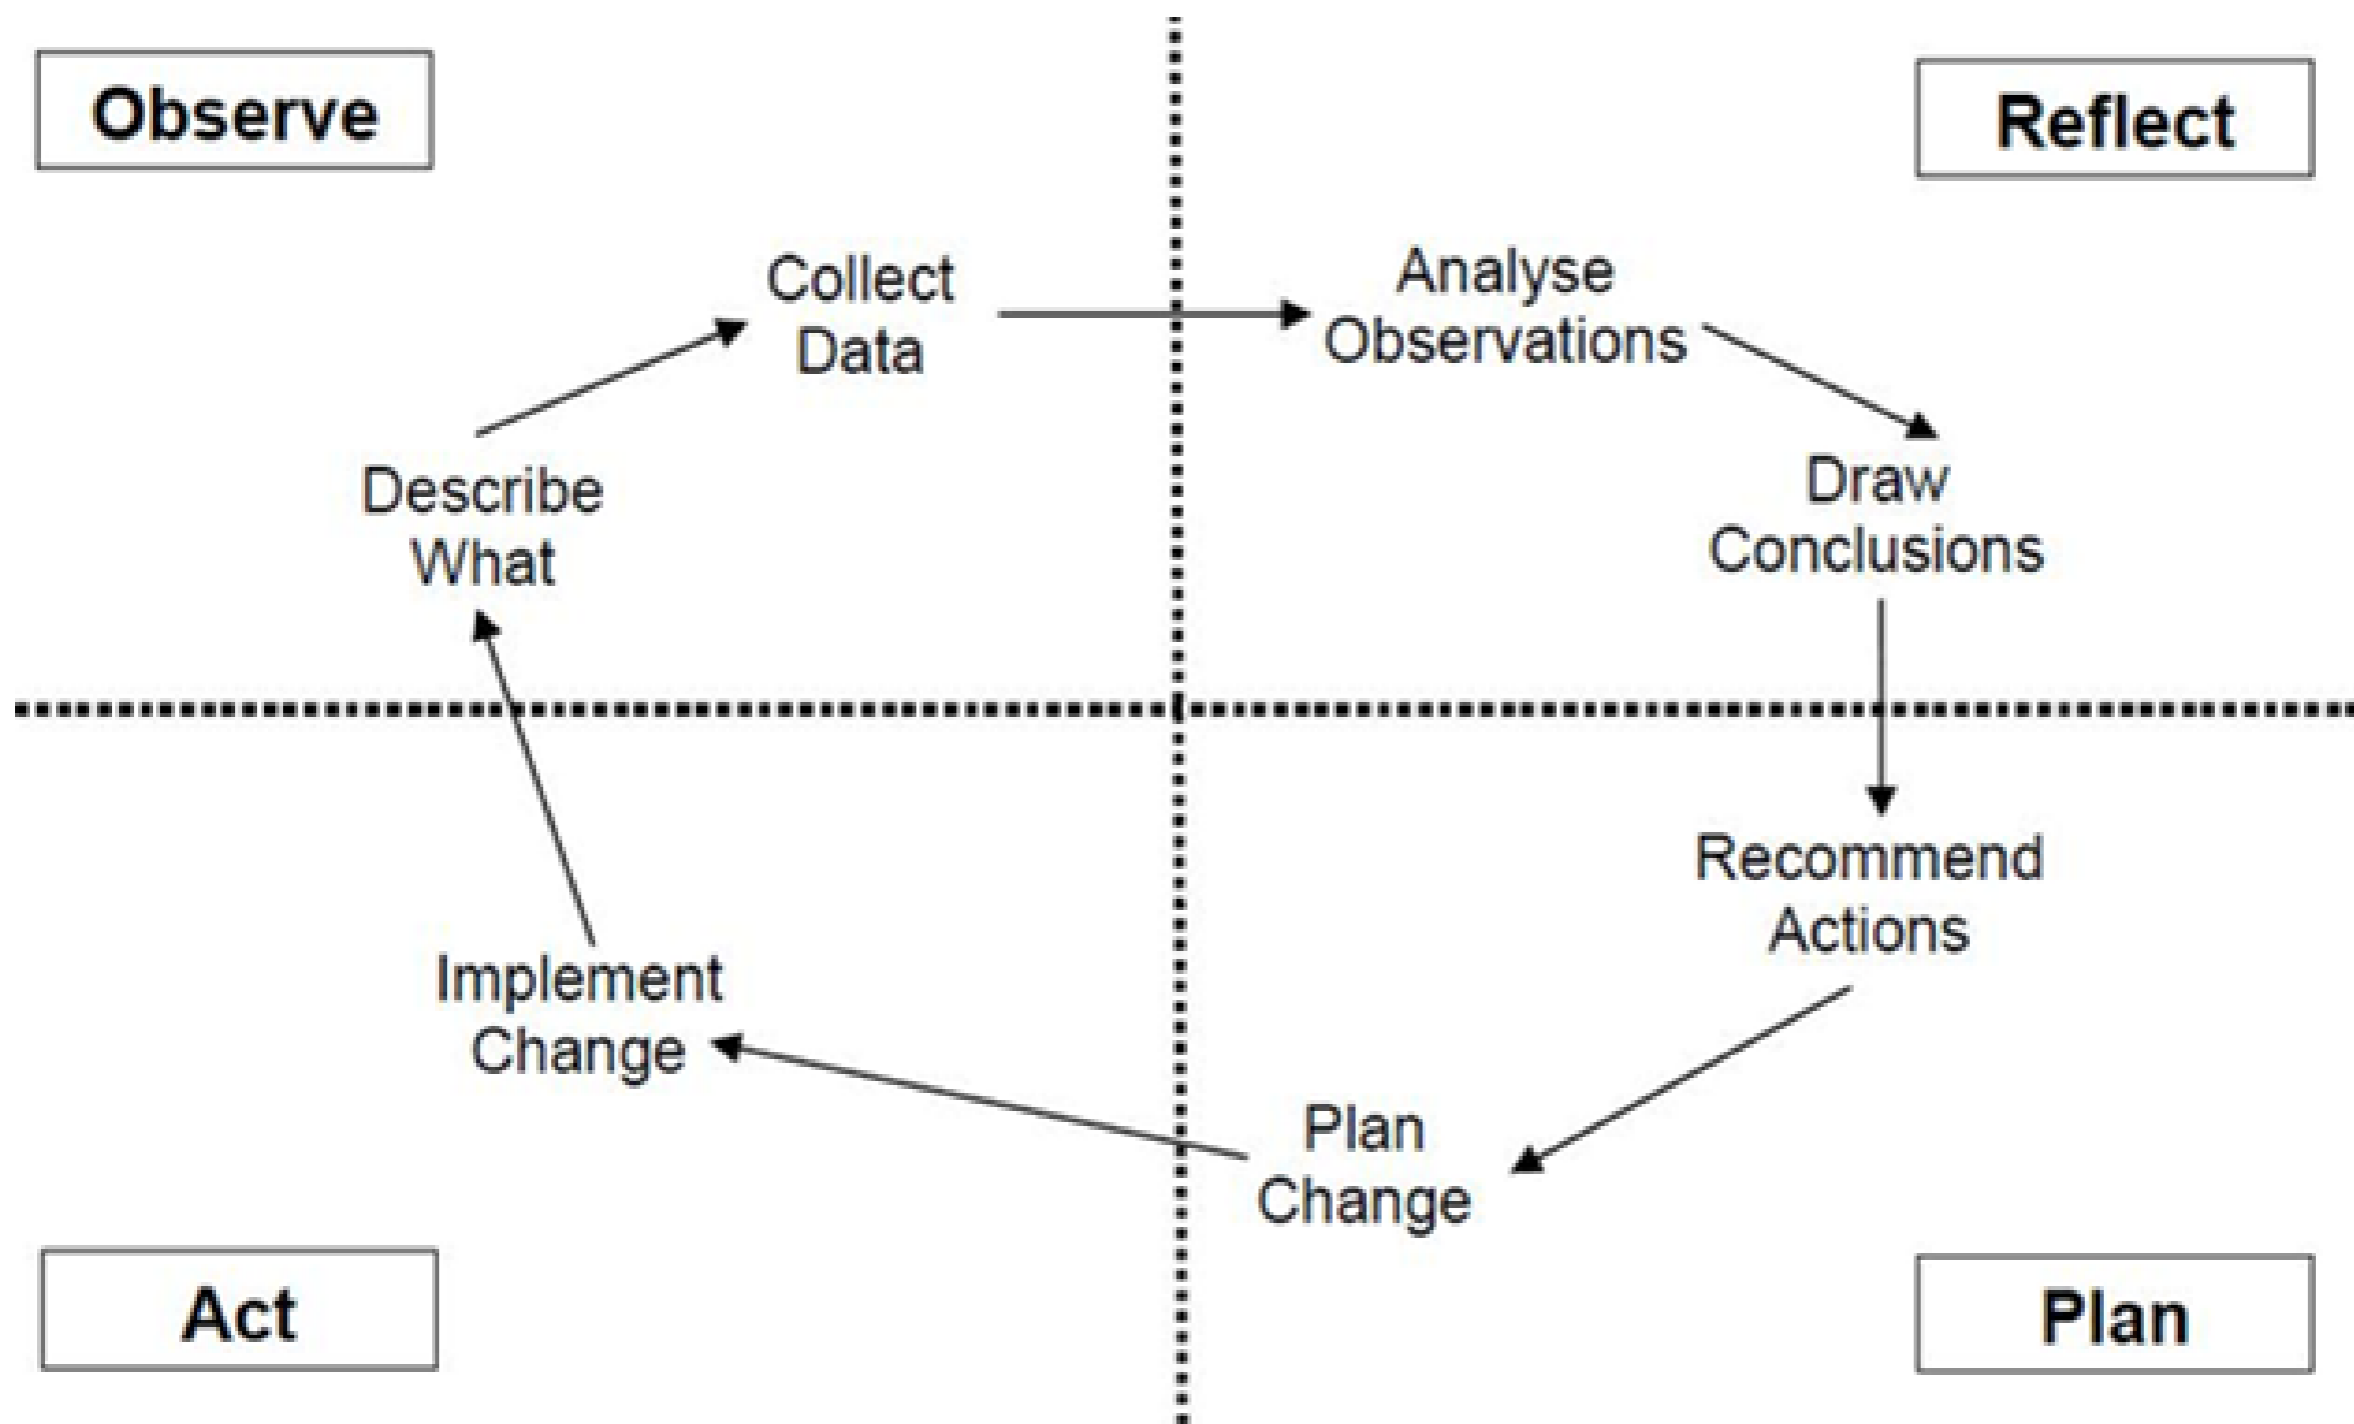 Observe
Reflect
Collect
Data
Analyse
Observations
Describe
What
Draw
Conclusions
Recommend
Actions
Implement
Change
Plan
Change
Act
Plan